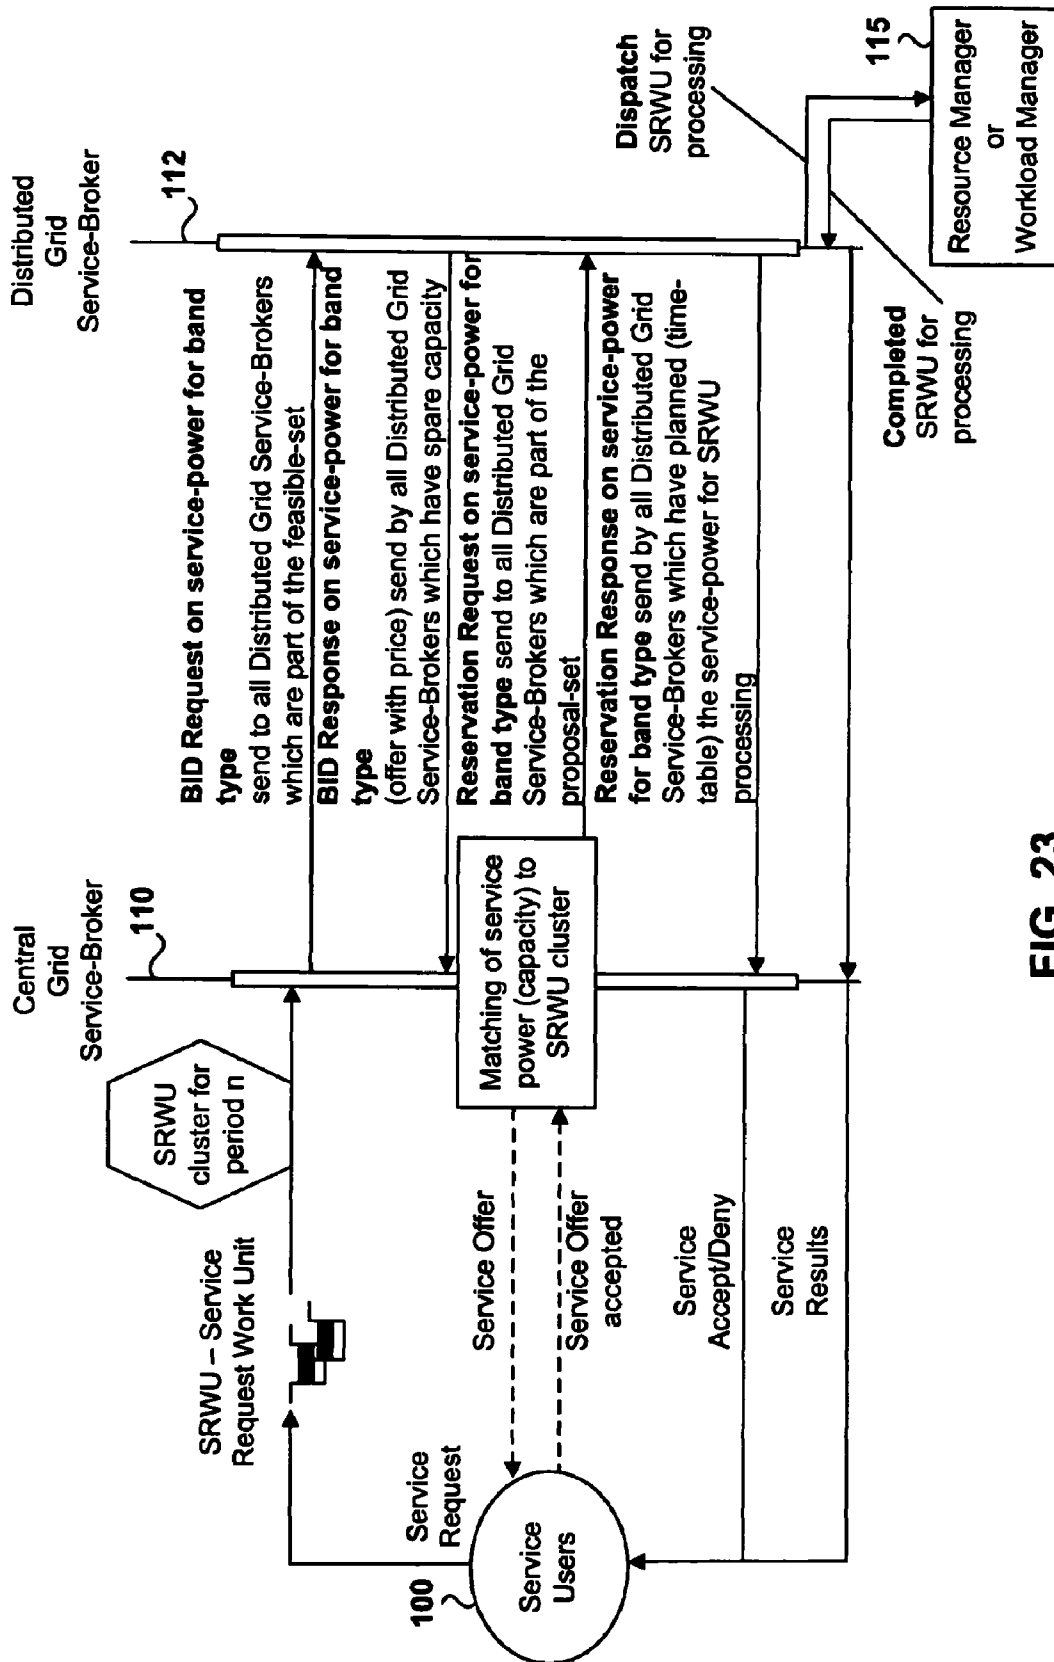 Central
Grid
Service-Broker
110
Distributed
Grid
Service-Broker
112
SRWU
cluster for
period n
SRWU – Service
Request Work Unit
Service
Request
100
Service
Users
BID Request on service-power for band
type
send to all Distributed Grid Service-Brokers
which are part of the feasible-set
BID Response on service-power for band
type
(offer with price) send by all Distributed Grid
Service-Brokers which have spare capacity
Reservation Request on service-power for
band type send to all Distributed Grid
Service-Brokers which are part of the
proposal-set
Reservation Response on service-power
for band type send by all Distributed Grid
Service-Brokers which have planned (time-
table) the service-power for SRWU
processing
Matching of service
power (capacity) to
SRWU cluster
Service Offer
Service Offer
accepted
Service
Accept/Deny
Service
Results
Dispatch
SRWU for
processing
Completed
SRWU for
processing
115
Resource Manager
or
Workload Manager
FIG. 23